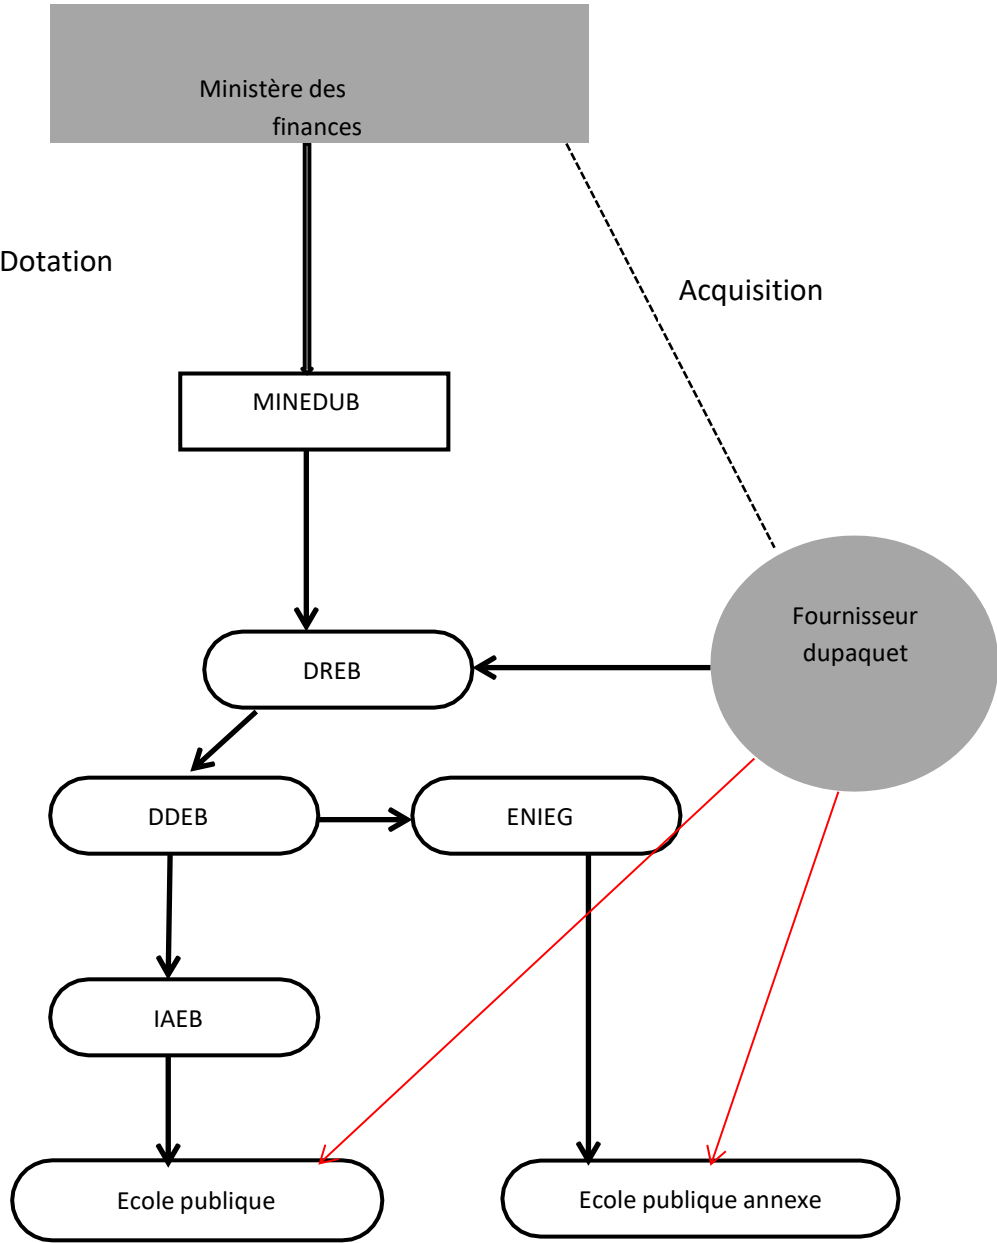 Ministère des
finances
Dotation
Acquisition
MINEDUB
Fournisseur
dupaquet
DREB
DDEB
ENIEG
IAEB
Ecole publique
Ecole publique annexe